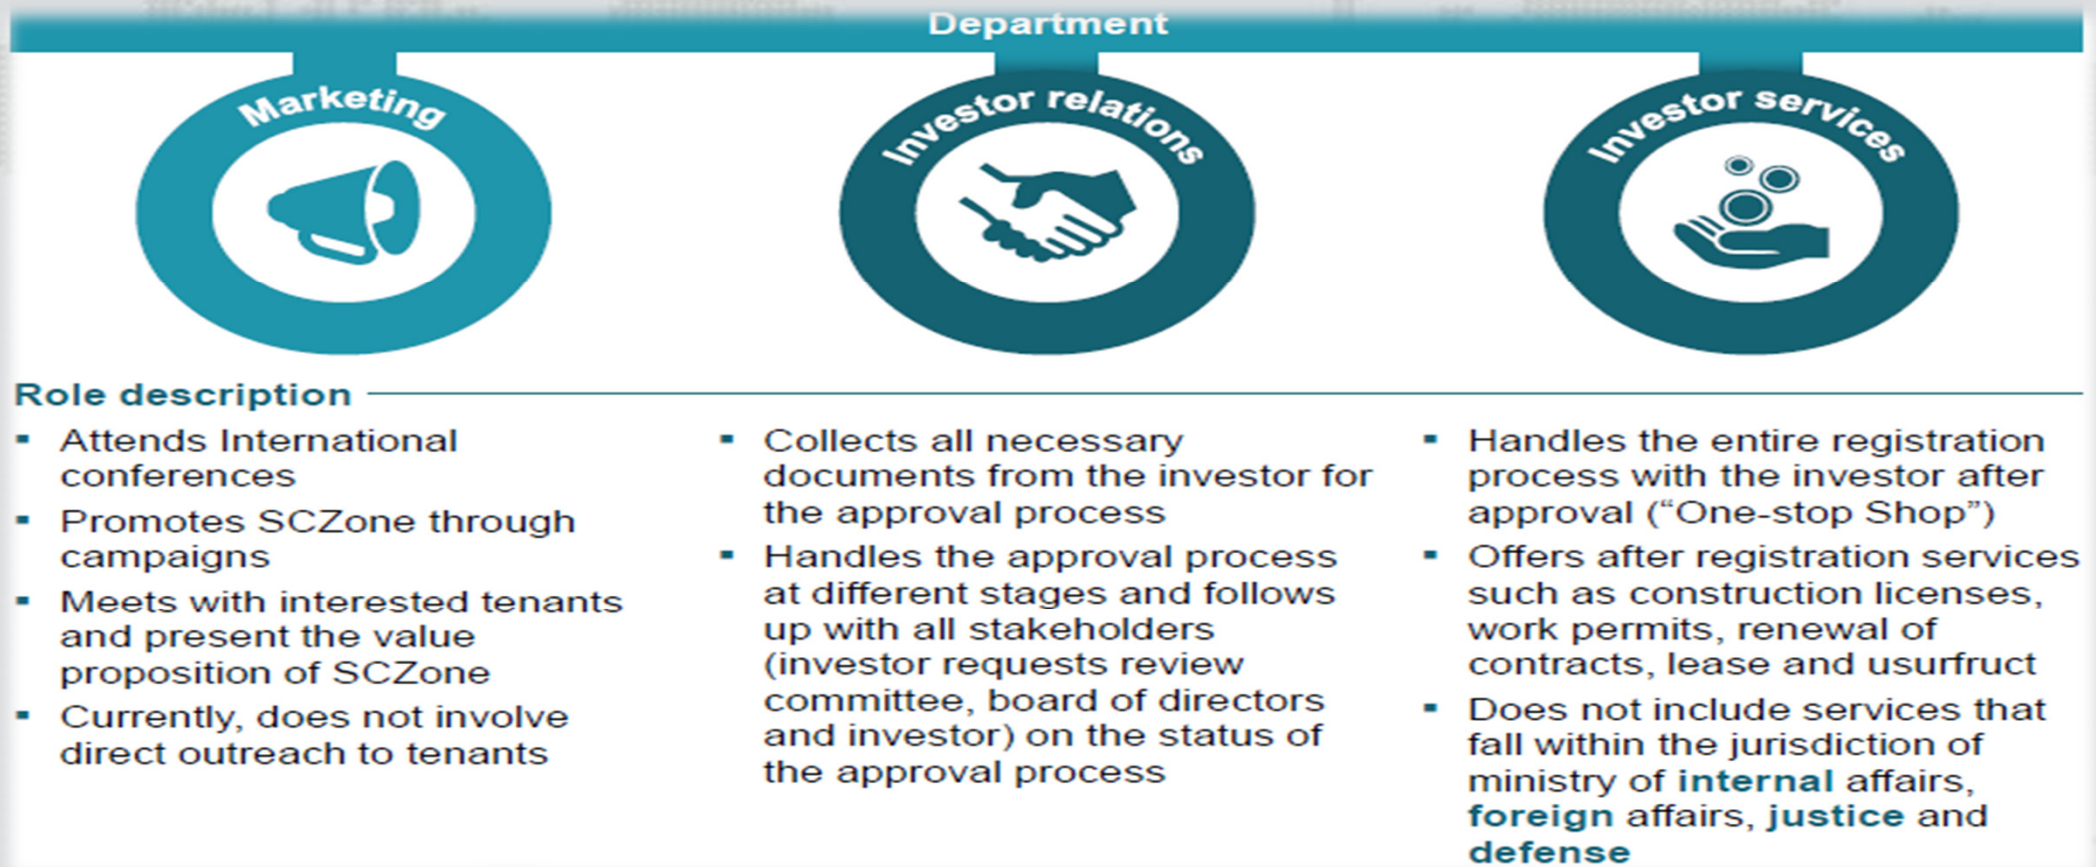 Department
Marketing
Investor relations
Investor services
Role description
▪ Attends International
conferences
▪ Promotes SCZone through
campaigns
▪ Meets with interested tenants
and present the value
proposition of SCZone
▪ Currently, does not involve
direct outreach to tenants
▪ Collects all necessary
documents from the investor for
the approval process
▪ Handles the approval process
at different stages and follows
up with all stakeholders
(investor requests review
committee, board of directors
and investor) on the status of
the approval process
▪ Handles the entire registration
process with the investor after
approval (“One-stop Shop”)
▪ Offers after registration services
such as construction licenses,
work permits, renewal of
contracts, lease and usurfruct
▪ Does not include services that
fall within the jurisdiction of
ministry of internal affairs,
foreign affairs, justice and
defense